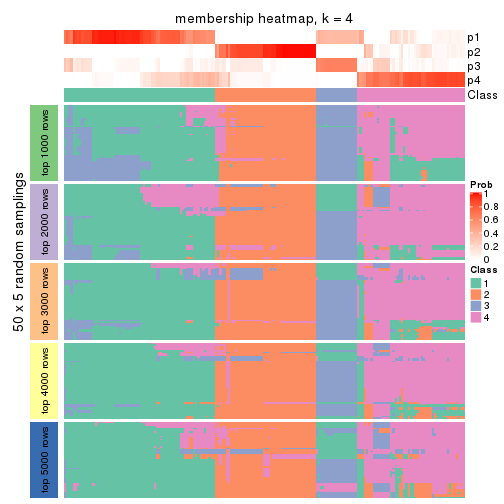 membership heatmap, k = 4
p1
p2
p3
p4
Class
50 x 5 random samplings
top 1000 rows
top 2000 rows
top 3000 rows
top 4000 rows
top 5000 rows
Prob
1
0.8
0.6
0.4
0.2
0
Class
1
2
3
4